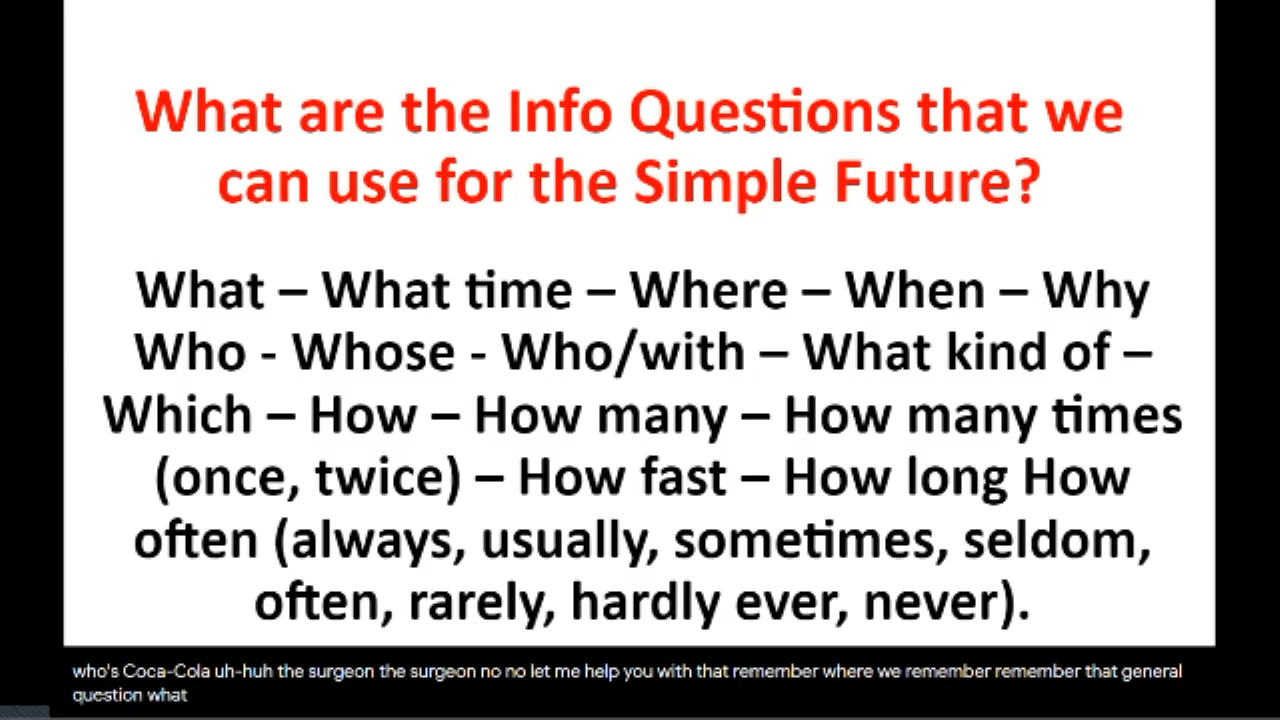 What are the Info Questions that we
can use for the Simple Future?
What – What time – Where – When – Why
Who - Whose - Who/with – What kind of –
Which – How – How many – How many times
(once, twice) – How fast – How long How
often (always, usually, sometimes, seldom,
often, rarely, hardly ever, never).
who's Coca-Cola uh-huh the surgeon the surgeon no no let me help you with that remember where we remember remember that general
question what